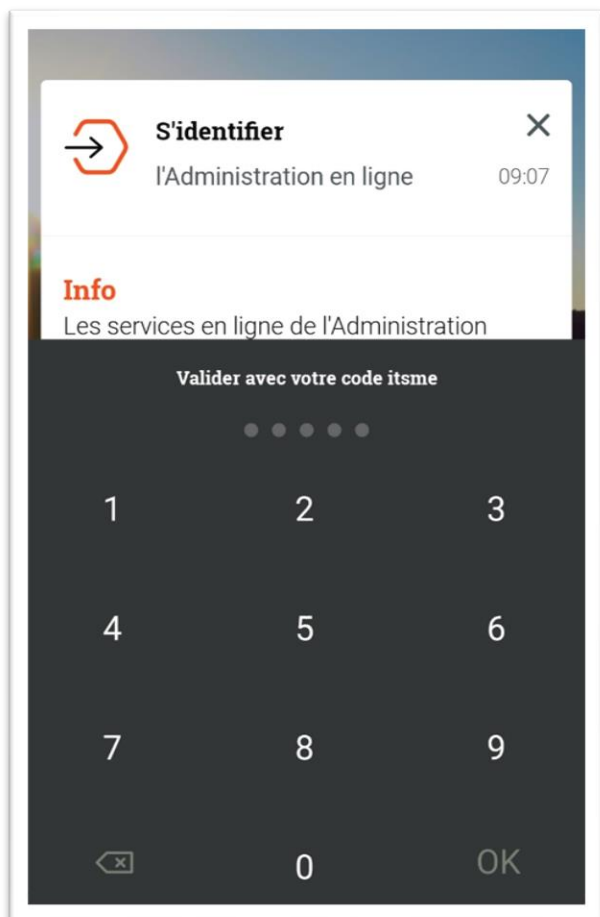 S'identifier
l'Administration en ligne 09:07
Info
Les services en ligne de l'Administration
Valider avec votre code itsme
1 2 3
4 5 6
7 8 9
0 OK